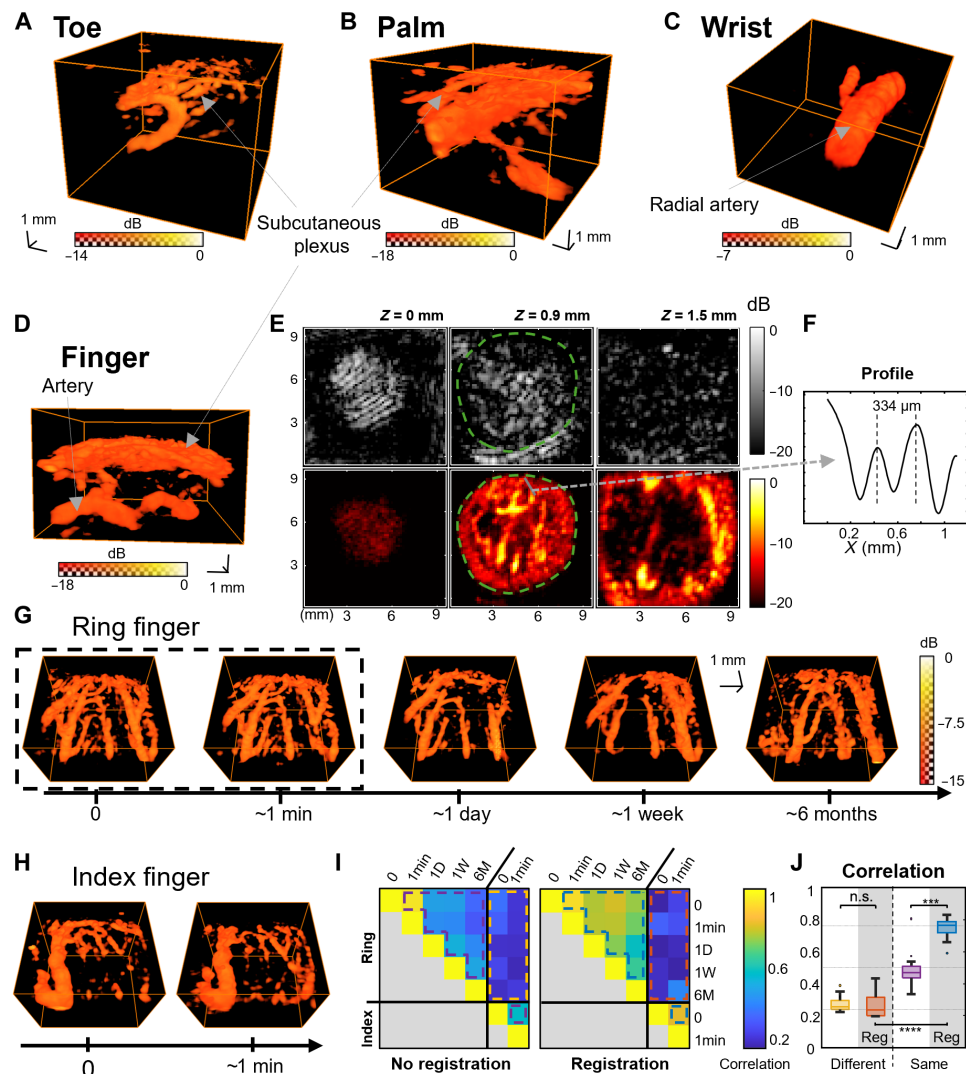 A Toe
B Palm
C Wrist
1 mm
dB
−14 0
Subcutaneous
plexus
dB
−18 0
1 mm
Radial artery
dB
−7 0
1 mm
D
Finger
Artery
dB
−18 0
1 mm
E
Z = 0 mm Z = 0.9 mm Z = 1.5 mm
dB
9
6
3
0
−10
−20
9
6
3
0
−10
−20
(mm) 3 6 9 3 6 9 3 6 9
F
Profile
334 µm
0.2 0.6 1
X (mm)
G
Ring finger
1 mm
dB
0
−7.5
−15
0 ~1 min ~1 day ~1 week ~6 months
H
Index finger
0 ~1 min
I
0 1min 1D 1W 6M 0 1min
0 1min 1D 1W 6M 0 1min
Ring
Index
0
1min
1D
1W
6M
0
1min
No registration Registration
1
0.6
0.2
Correlation
J
Correlation
1
0.8
0.6
0.4
0.2
0
n.s.
***
****
Reg Reg
Different Same